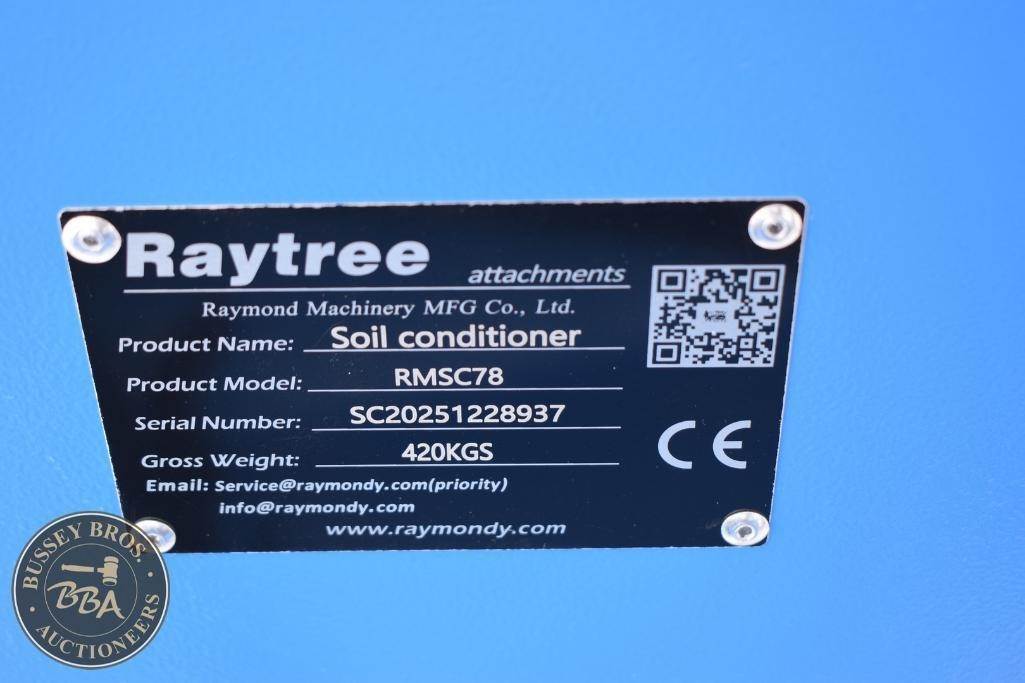 Raytree
attachments
Raymond Machinery MFG Co., Ltd.
Product Name: Soil conditioner
Product Model: RMSC78
Serial Number: SC20251228937
Gross Weight: 420KGS
Email: Service@raymondy.com(priority)
info@raymondy.com
www.raymondy.com
CE
BUSSEY BROS.
BBA
AUCTIONEERS